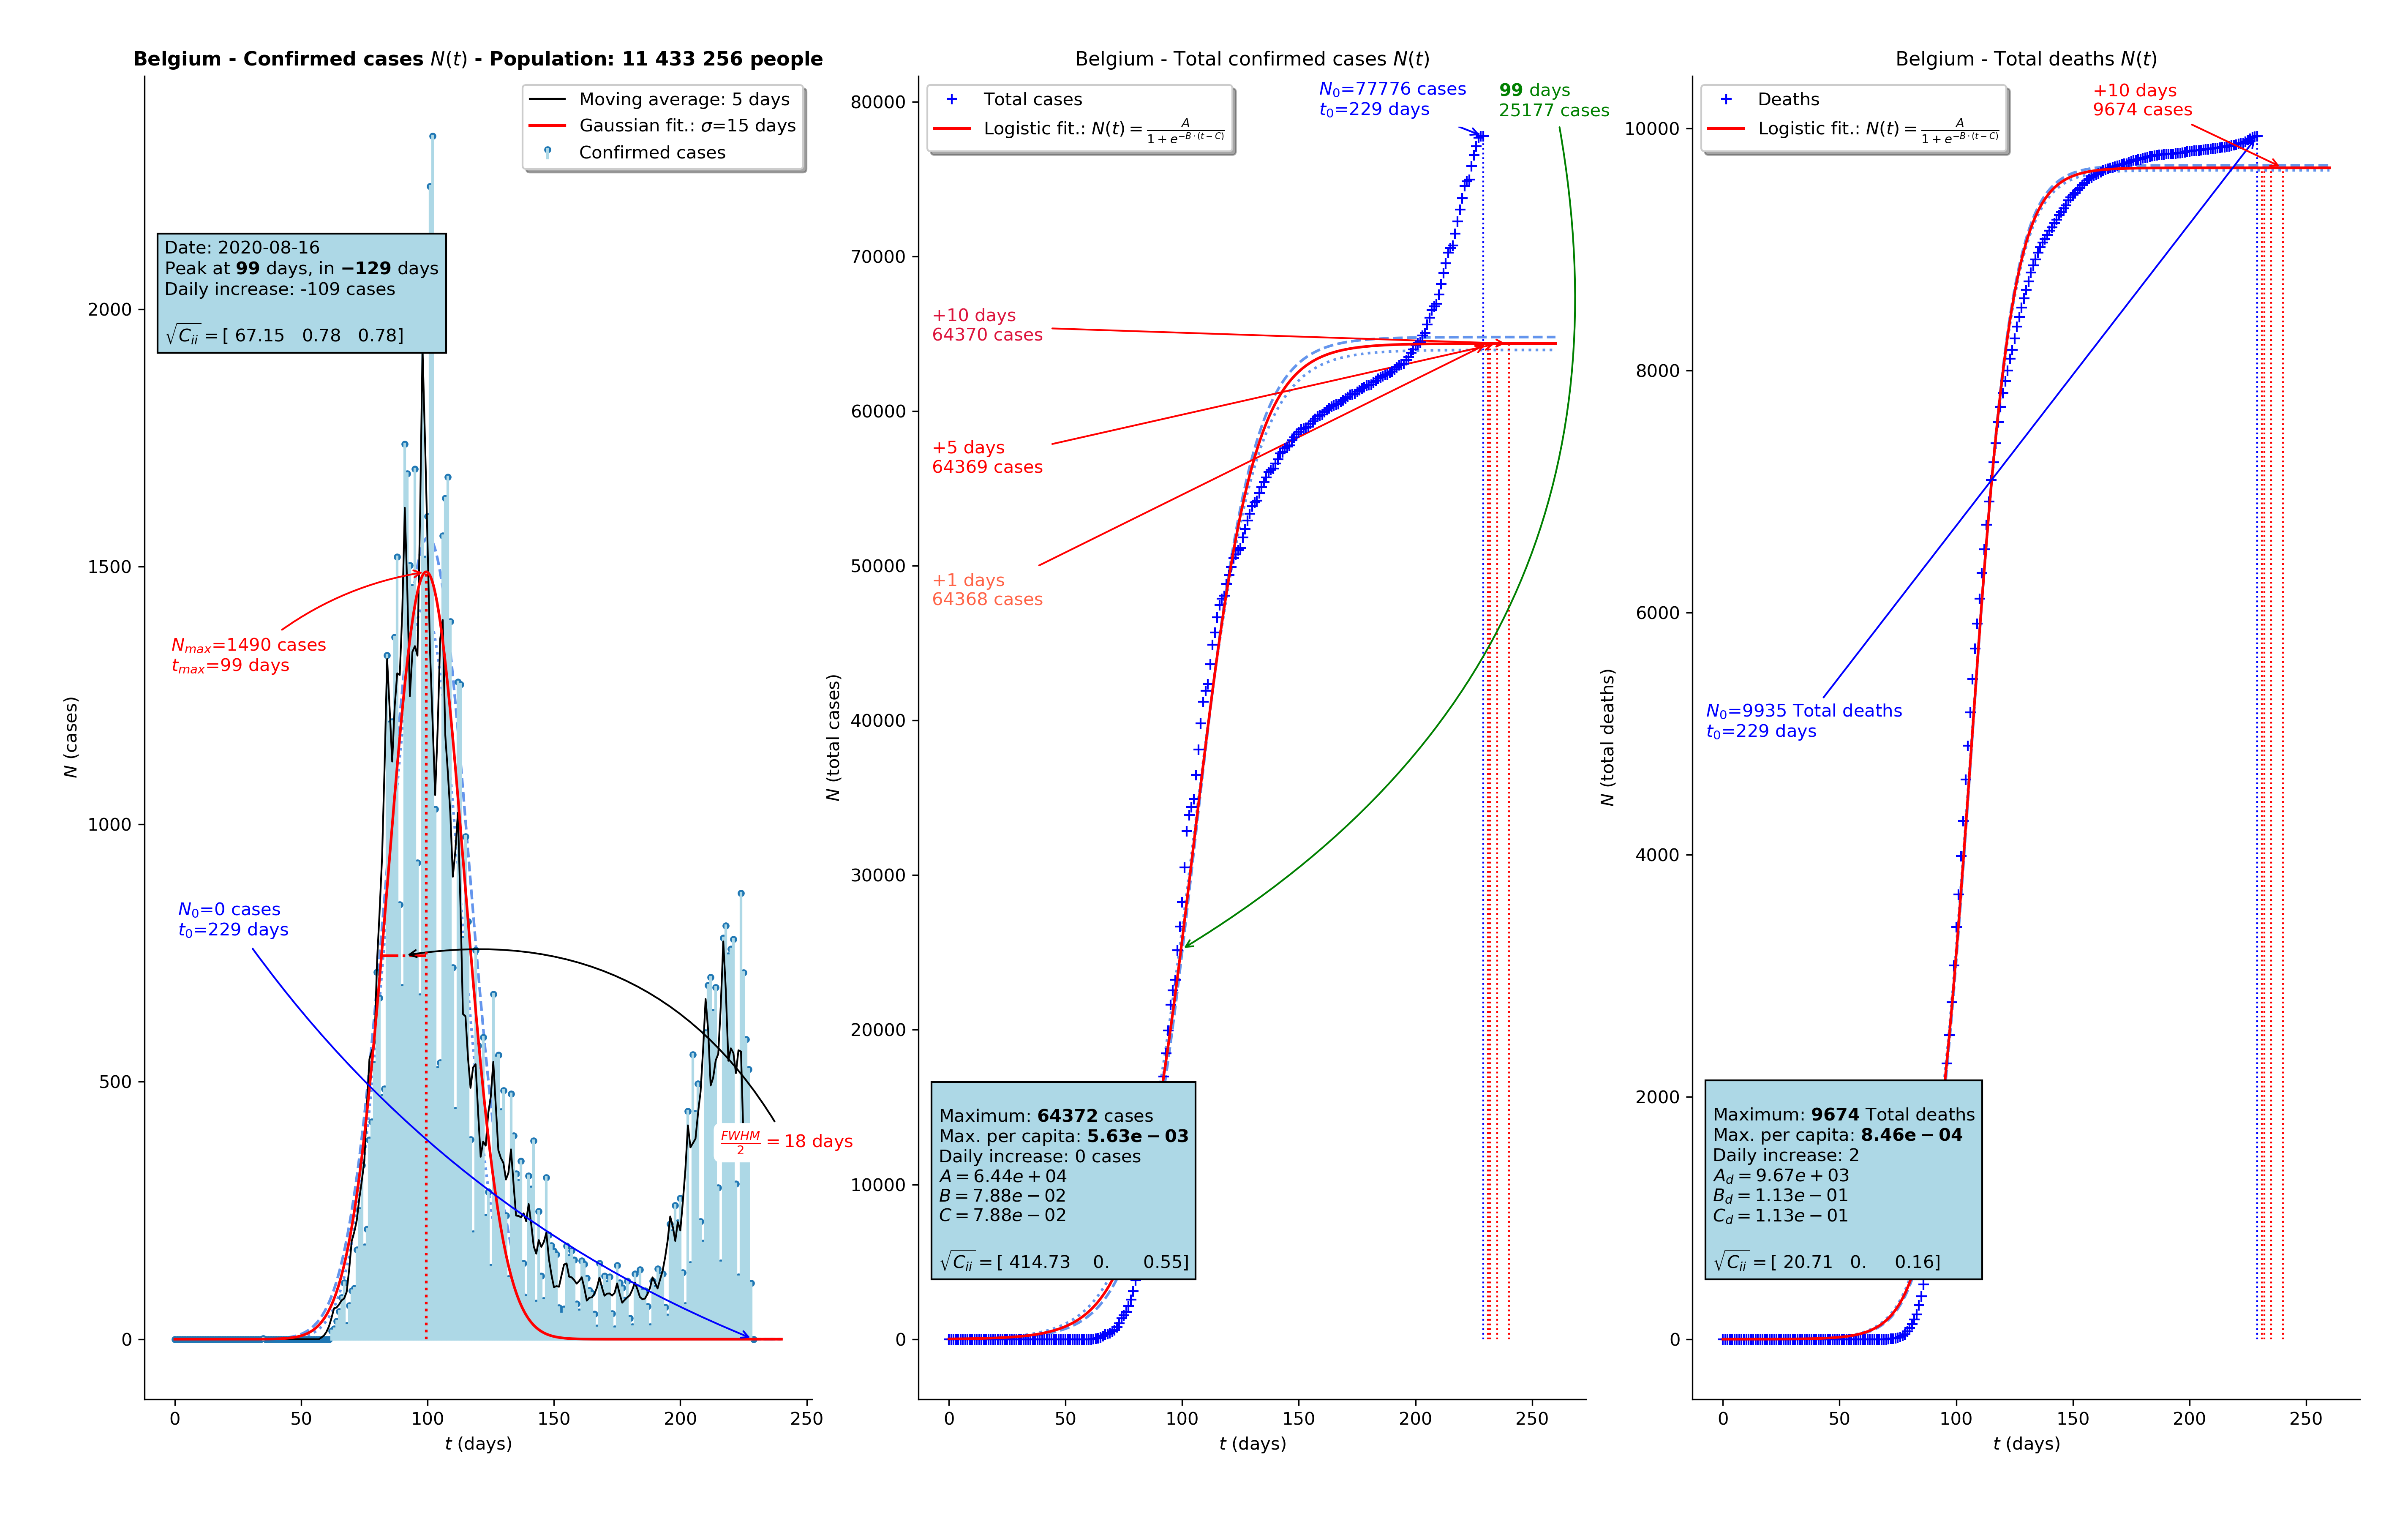 Belgium - Confirmed cases N(t) - Population: 11 433 256 people
Moving average: 5 days
Gaussian fit.: σ=15 days
Confirmed cases
Date: 2020-08-16
Peak at 99 days, in −129 days
Daily increase: -109 cases
√C_ii = [ 67.15 0.78 0.78]
N_max=1490 cases
t_max=99 days
N_0=0 cases
t_0=229 days
FWHM/2 = 18 days
2000
1500
1000
500
0
N (cases)
0 50 100 150 200 250
t (days)
Belgium - Total confirmed cases N(t)
Total cases
Logistic fit.: N(t) = A/(1 + e^{−B·(t−C)})
N_0=77776 cases
t_0=229 days
99 days
25177 cases
+10 days
64370 cases
+5 days
64369 cases
+1 days
64368 cases
Maximum: 64372 cases
Max. per capita: 5.63e − 03
Daily increase: 0 cases
A = 6.44e + 04
B = 7.88e − 02
C = 7.88e − 02
√C_ii = [ 414.73 0. 0.55]
80000
70000
60000
50000
40000
30000
20000
10000
0
N (total cases)
0 50 100 150 200 250
t (days)
Belgium - Total deaths N(t)
Deaths
Logistic fit.: N(t) = A/(1 + e^{−B·(t−C)})
+10 days
9674 cases
N_0=9935 Total deaths
t_0=229 days
Maximum: 9674 Total deaths
Max. per capita: 8.46e − 04
Daily increase: 2
A_d = 9.67e + 03
B_d = 1.13e − 01
C_d = 1.13e − 01
√C_ii = [ 20.71 0. 0.16]
10000
8000
6000
4000
2000
0
N (total deaths)
0 50 100 150 200 250
t (days)